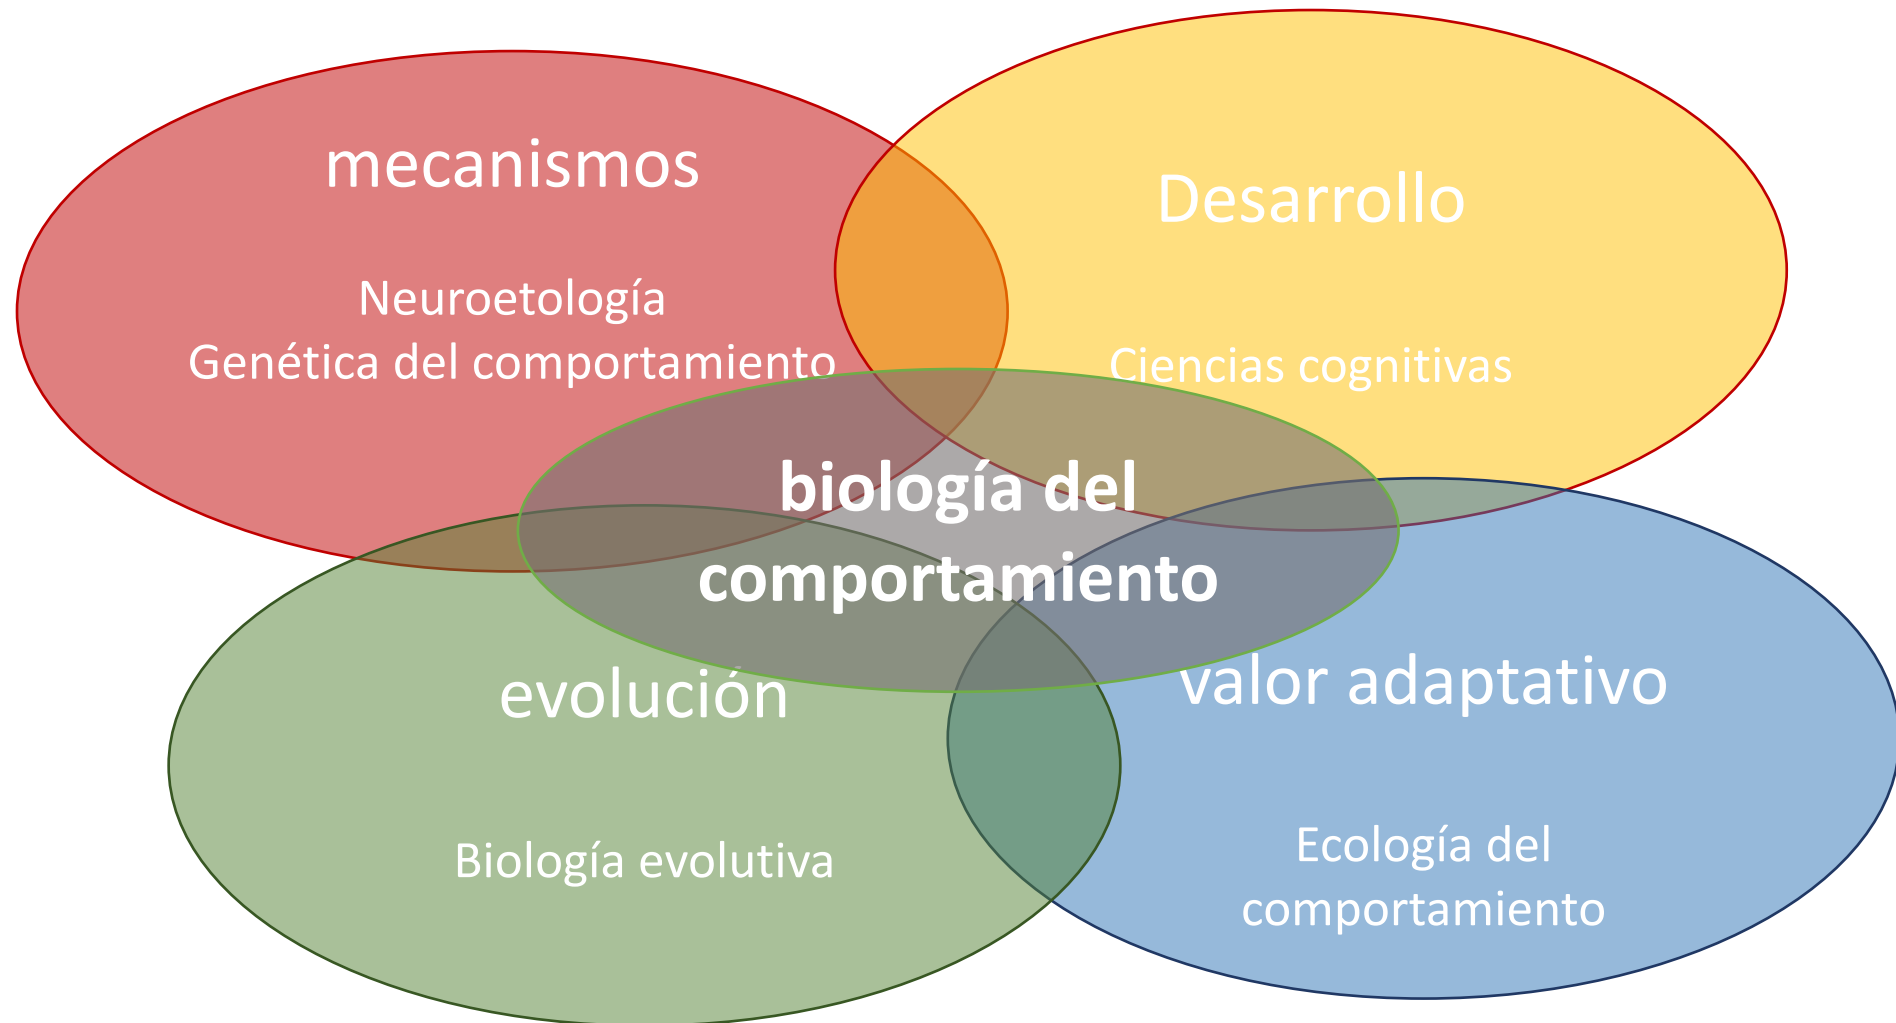 mecanismos
Neuroetología
Genética del comportamiento
Desarrollo
Ciencias cognitivas
biología del
comportamiento
evolución
Biología evolutiva
valor adaptativo
Ecología del
comportamiento